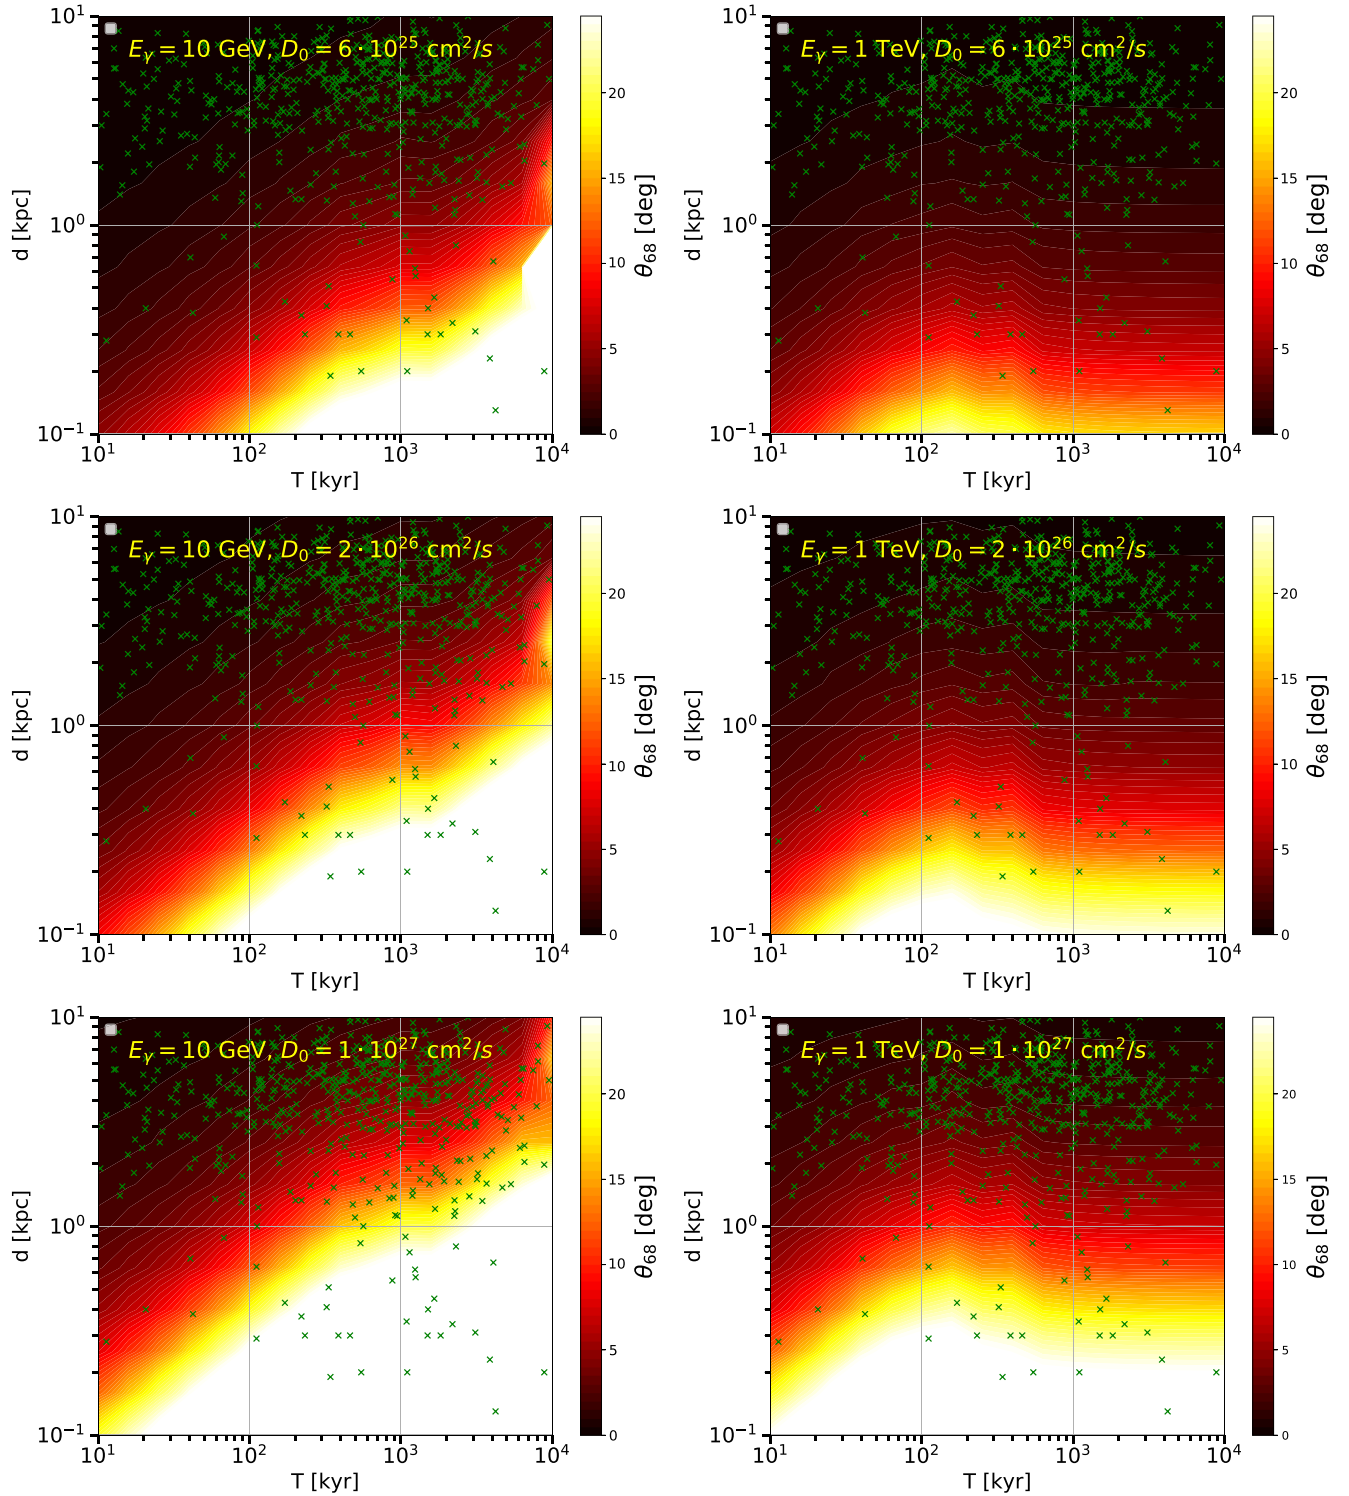 E_γ = 10 GeV, D_0 = 6 · 10^25 cm^2/s
d [kpc]
10^1
10^0
10^-1
10^1 10^2 10^3 10^4
T [kyr]
20
15
10
5
0
θ_68 [deg]
E_γ = 1 TeV, D_0 = 6 · 10^25 cm^2/s
d [kpc]
10^1
10^0
10^-1
10^1 10^2 10^3 10^4
T [kyr]
20
15
10
5
0
θ_68 [deg]
E_γ = 10 GeV, D_0 = 2 · 10^26 cm^2/s
d [kpc]
10^1
10^0
10^-1
10^1 10^2 10^3 10^4
T [kyr]
20
15
10
5
0
θ_68 [deg]
E_γ = 1 TeV, D_0 = 2 · 10^26 cm^2/s
d [kpc]
10^1
10^0
10^-1
10^1 10^2 10^3 10^4
T [kyr]
20
15
10
5
0
θ_68 [deg]
E_γ = 10 GeV, D_0 = 1 · 10^27 cm^2/s
d [kpc]
10^1
10^0
10^-1
10^1 10^2 10^3 10^4
T [kyr]
20
15
10
5
0
θ_68 [deg]
E_γ = 1 TeV, D_0 = 1 · 10^27 cm^2/s
d [kpc]
10^1
10^0
10^-1
10^1 10^2 10^3 10^4
T [kyr]
20
15
10
5
0
θ_68 [deg]